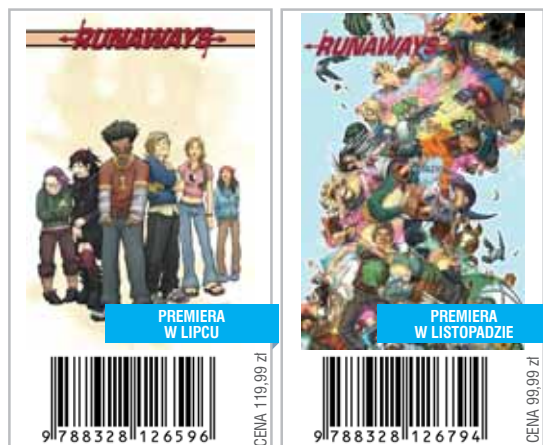 RUNAWAYS
PREMIERA
W LIPCU
9 788328 126596
CENA 119,99 zł
RUNAWAYS
PREMIERA
W LISTOPADZIE
9 788328 126794
CENA 99,99 zł